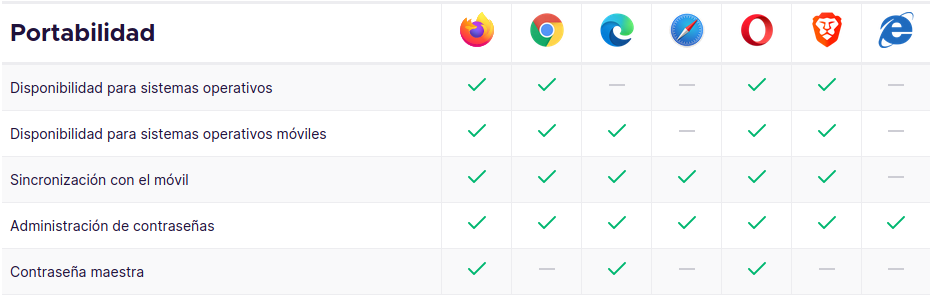 Portabilidad
Disponibilidad para sistemas operativos
Disponibilidad para sistemas operativos móviles
Sincronización con el móvil
Administración de contraseñas
Contraseña maestra